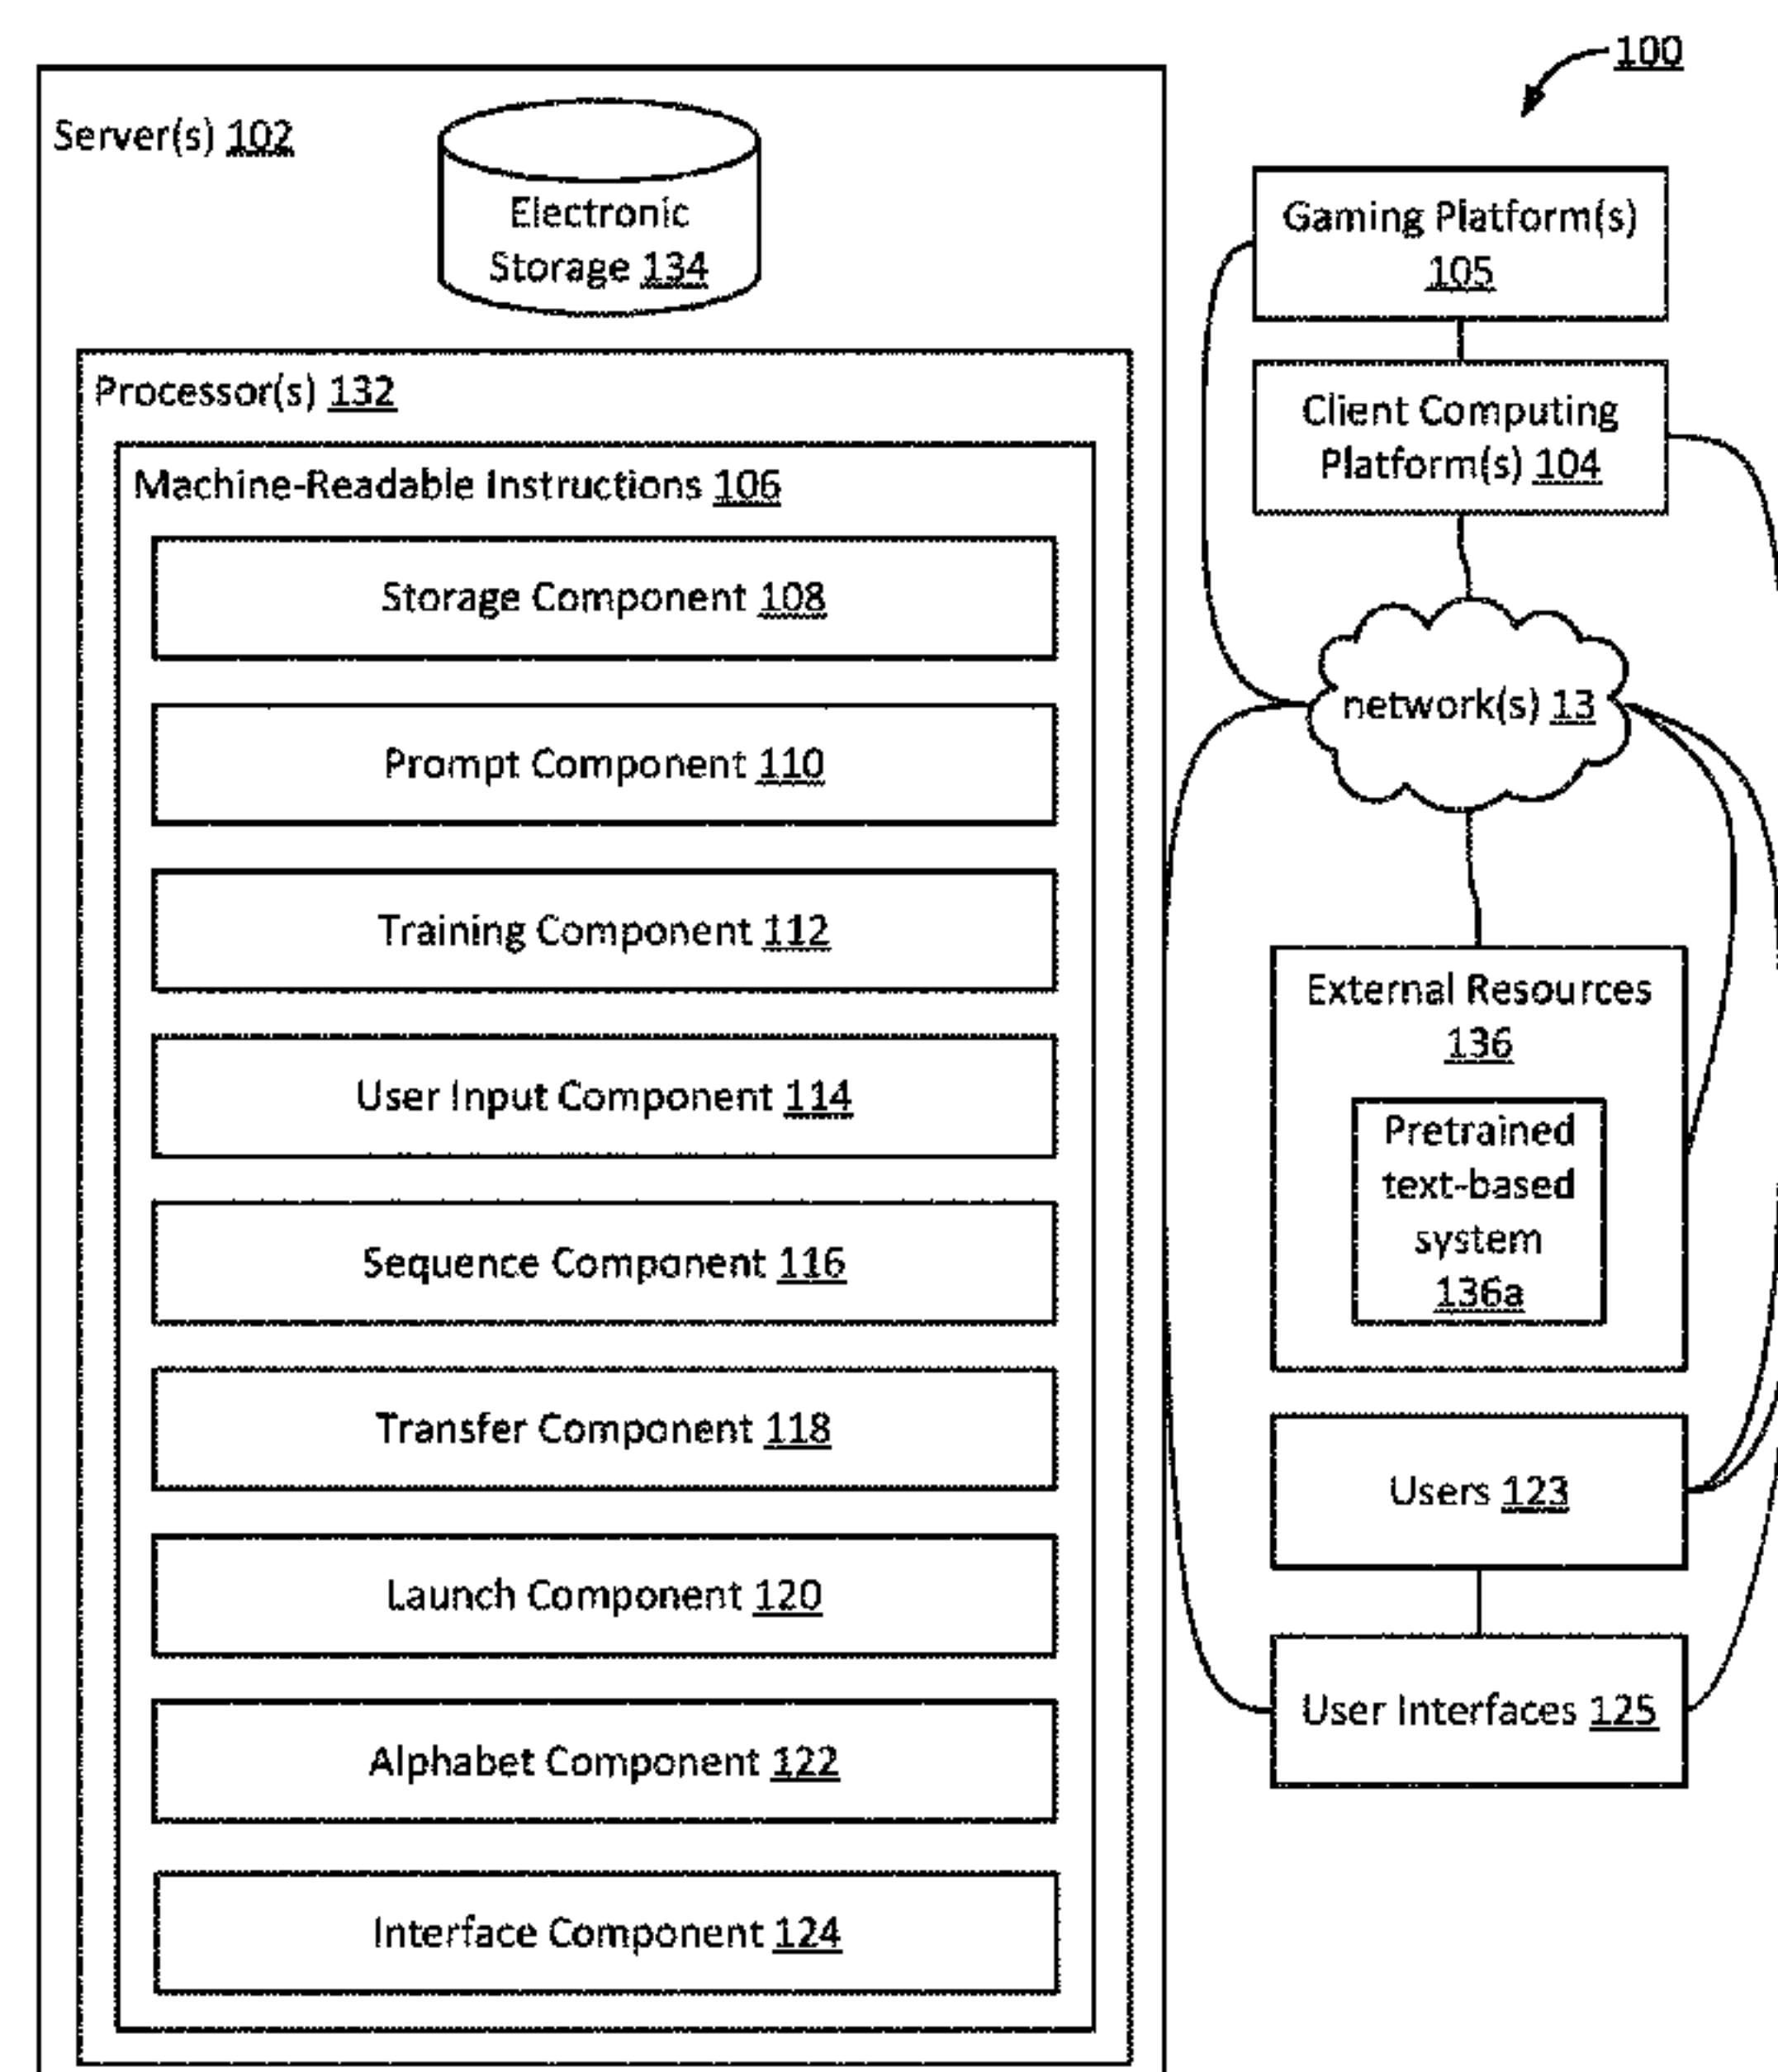 100
Server(s) 102
Electronic
Storage 134
Processor(s) 132
Machine-Readable Instructions 106
Storage Component 108
Prompt Component 110
Training Component 112
User Input Component 114
Sequence Component 116
Transfer Component 118
Launch Component 120
Alphabet Component 122
Interface Component 124
Gaming Platform(s)
105
Client Computing
Platform(s) 104
network(s) 13
External Resources
136
Pretrained
text-based
system
136a
Users 123
User Interfaces 125